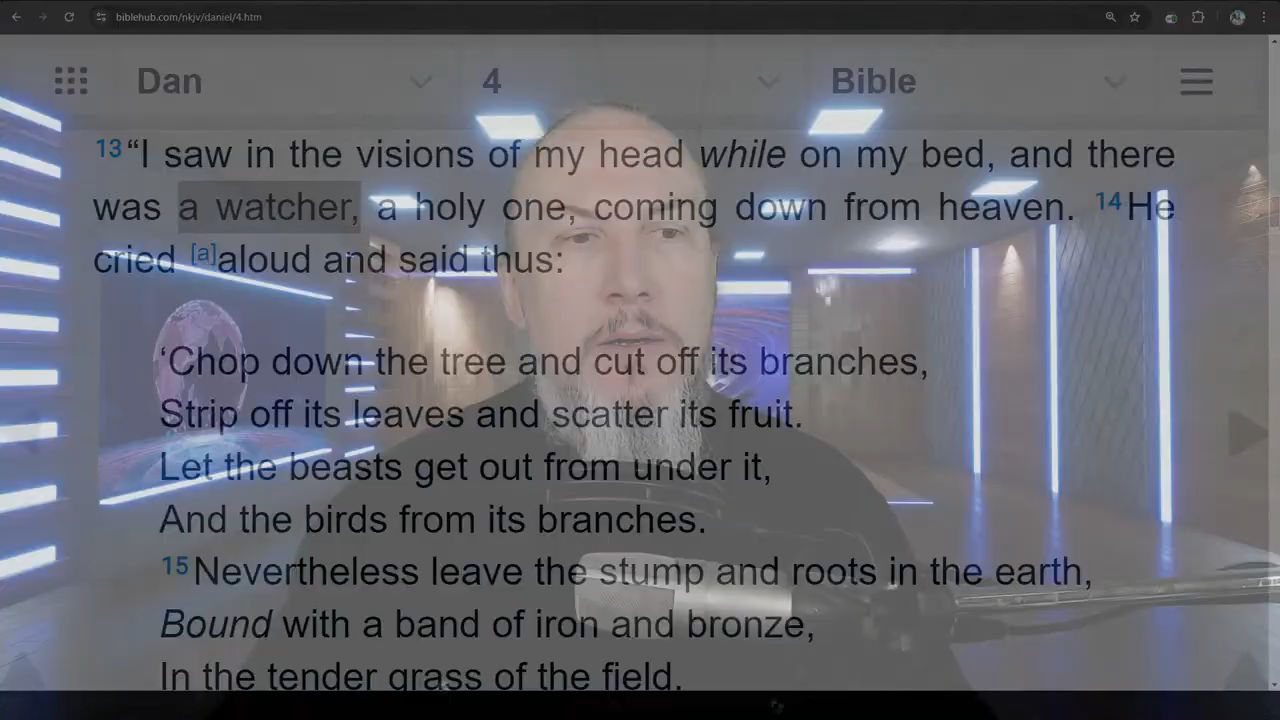 biblehub.com/nkjv/daniel/4.htm
Dan 4 Bible
13 “I saw in the visions of my head while on my bed, and there
was a watcher, a holy one, coming down from heaven. 14 He
cried [a]aloud and said thus:
‘Chop down the tree and cut off its branches,
Strip off its leaves and scatter its fruit.
Let the beasts get out from under it,
And the birds from its branches.
15 Nevertheless leave the stump and roots in the earth,
Bound with a band of iron and bronze,
In the tender grass of the field.